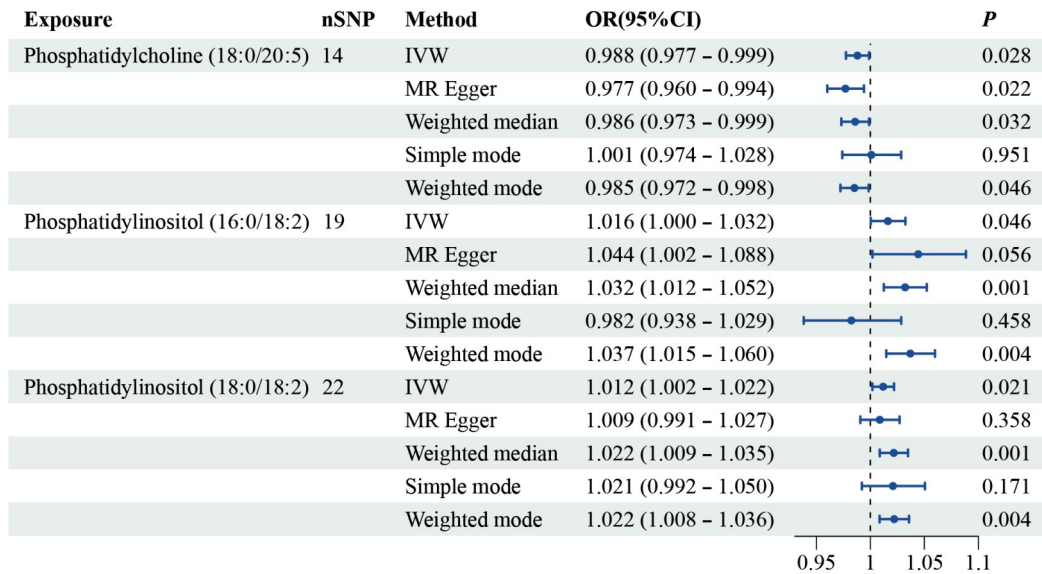 Exposure nSNP Method OR(95%CI) P
Phosphatidylcholine (18:0/20:5) 14 IVW 0.988 (0.977 – 0.999) 0.028
MR Egger 0.977 (0.960 – 0.994) 0.022
Weighted median 0.986 (0.973 – 0.999) 0.032
Simple mode 1.001 (0.974 – 1.028) 0.951
Weighted mode 0.985 (0.972 – 0.998) 0.046
Phosphatidylinositol (16:0/18:2) 19 IVW 1.016 (1.000 – 1.032) 0.046
MR Egger 1.044 (1.002 – 1.088) 0.056
Weighted median 1.032 (1.012 – 1.052) 0.001
Simple mode 0.982 (0.938 – 1.029) 0.458
Weighted mode 1.037 (1.015 – 1.060) 0.004
Phosphatidylinositol (18:0/18:2) 22 IVW 1.012 (1.002 – 1.022) 0.021
MR Egger 1.009 (0.991 – 1.027) 0.358
Weighted median 1.022 (1.009 – 1.035) 0.001
Simple mode 1.021 (0.992 – 1.050) 0.171
Weighted mode 1.022 (1.008 – 1.036) 0.004
0.95 1 1.05 1.1